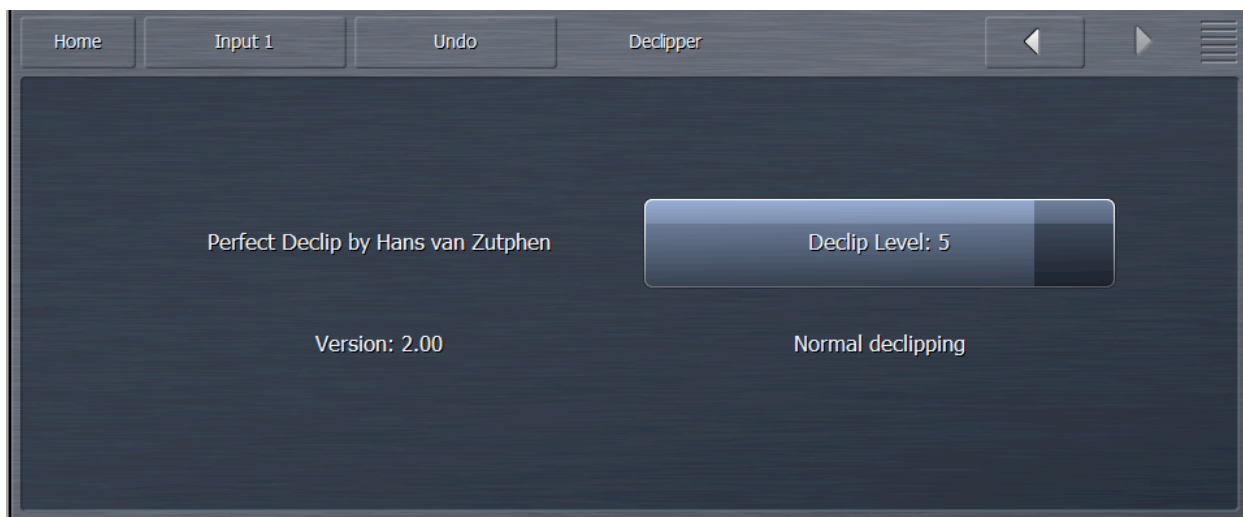 Home
Input 1
Undo
Declipper
Perfect Declip by Hans van Zutphen
Declip Level: 5
Version: 2.00
Normal declipping